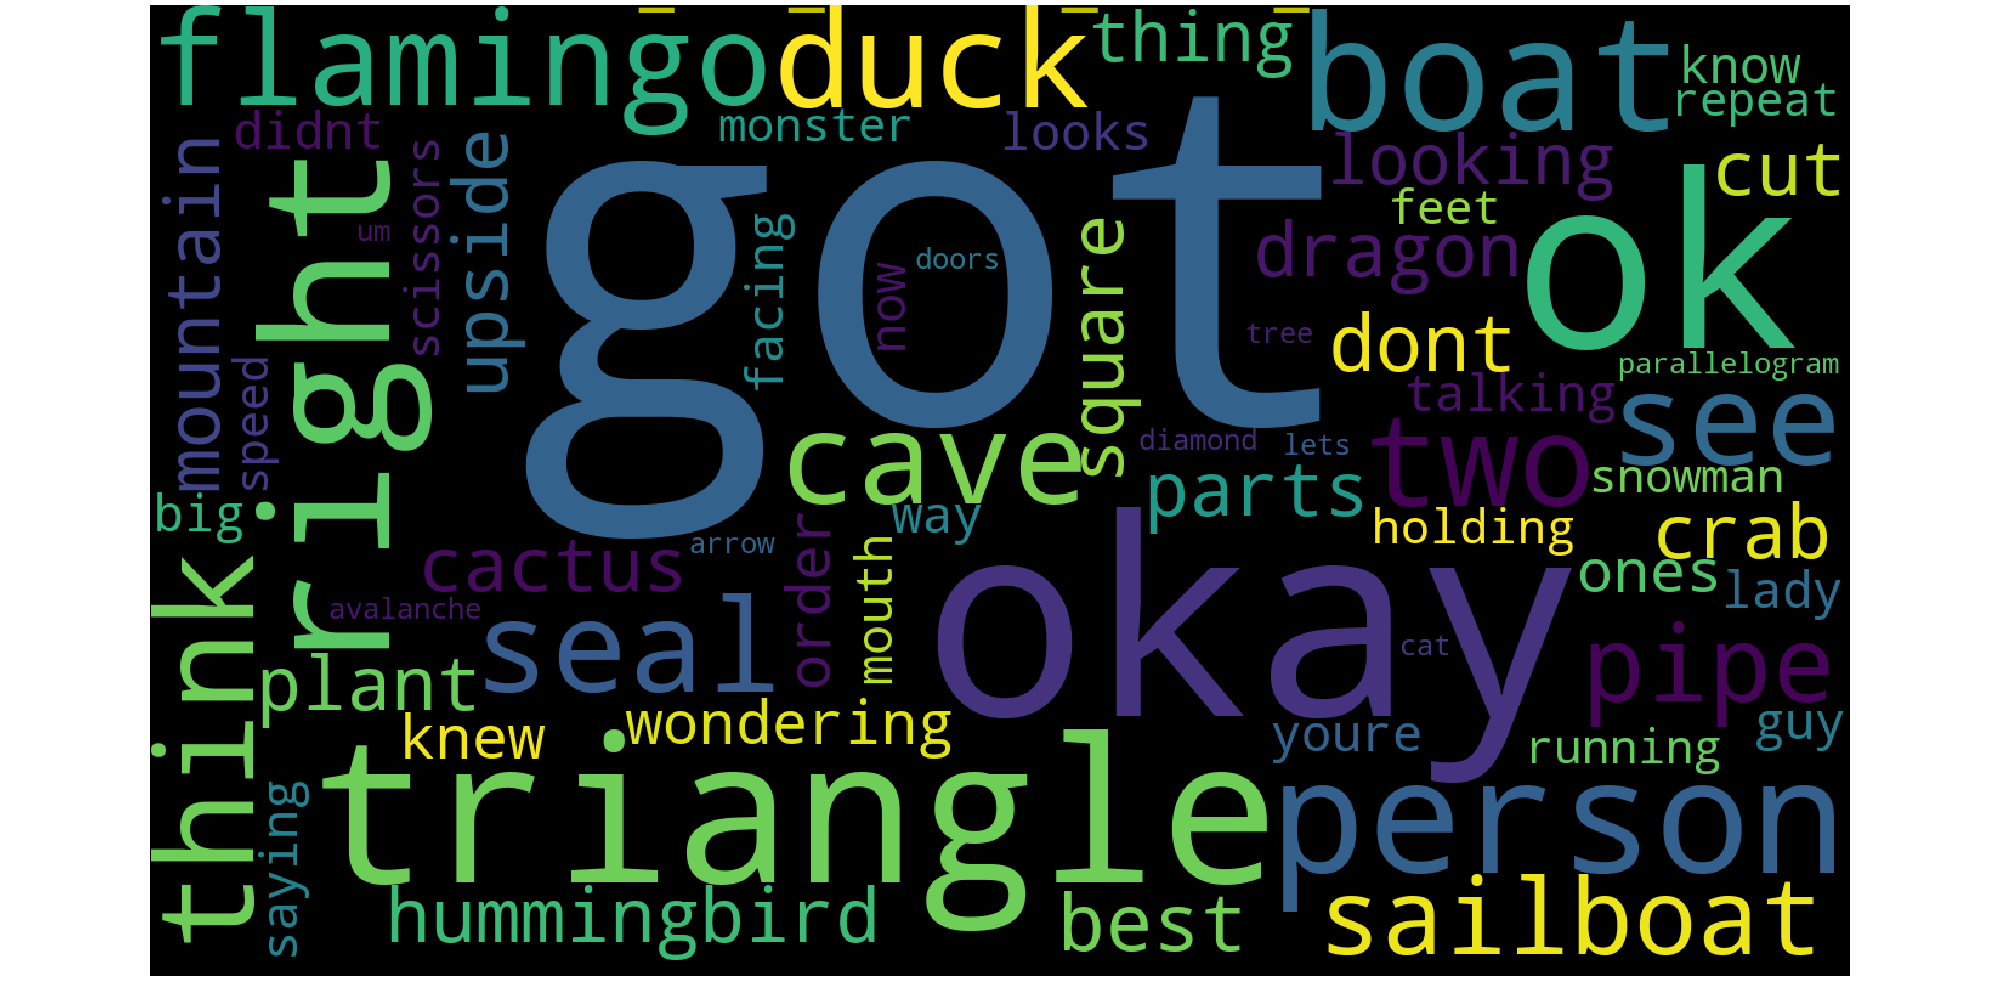 flamingo
duck
thing
boat
know
repeat
didnt
monster
looks
looking
cut
mountain
right
scissors
upside
um
got
facing
now
doors
square
feet
dragon
ok
tree
dont
parallelogram
speed
talking
see
two
cave
diamond
lets
parts
snowman
big
way
holding
crab
think
cactus
arrow
order
mouth
okay
ones
lady
avalanche
seal
cat
pipe
plant
knew
wondering
youre
running
guy
saying
triangle
person
hummingbird
best
sailboat